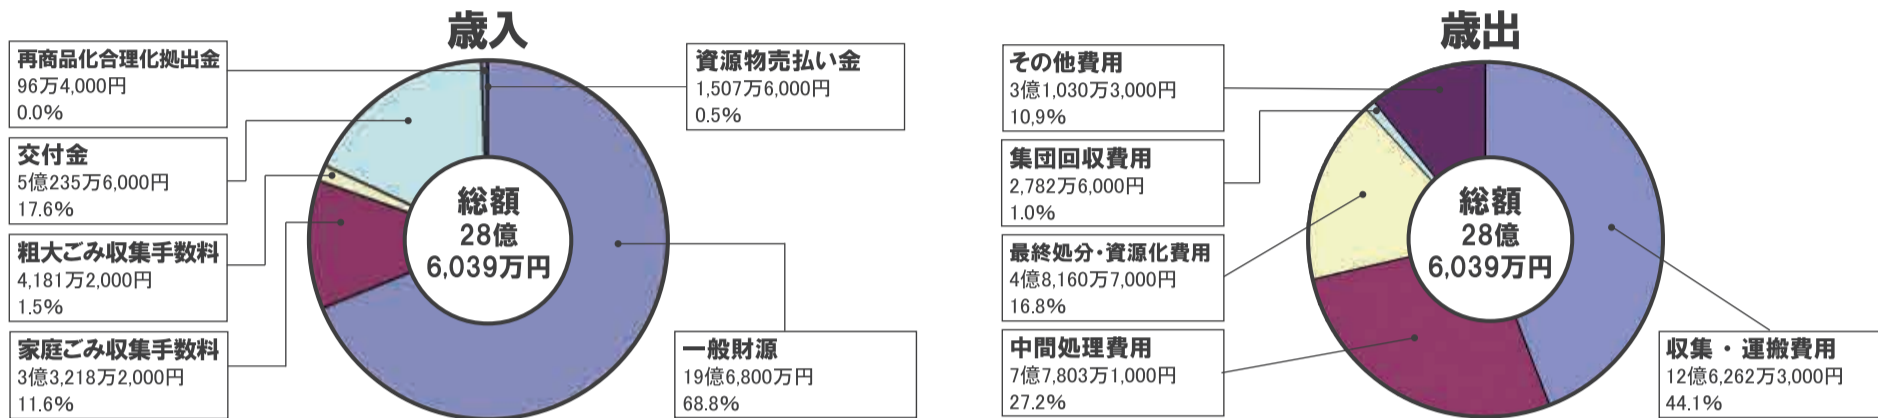 歳入
再商品化合理化拠出金
96万4,000円
0.0%
交付金
5億235万6,000円
17.6%
粗大ごみ収集手数料
4,181万2,000円
1.5%
家庭ごみ収集手数料
3億3,218万2,000円
11.6%
資源物売払い金
1,507万6,000円
0.5%
総額
28億
6,039万円
一般財源
19億6,800万円
68.8%
歳出
その他費用
3億1,030万3,000円
10,9%
集団回収費用
2,782万6,000円
1.0%
最終処分・資源化費用
4億8,160万7,000円
16.8%
中間処理費用
7億7,803万1,000円
27.2%
総額
28億
6,039万円
収集・運搬費用
12億6,262万3,000円
44.1%